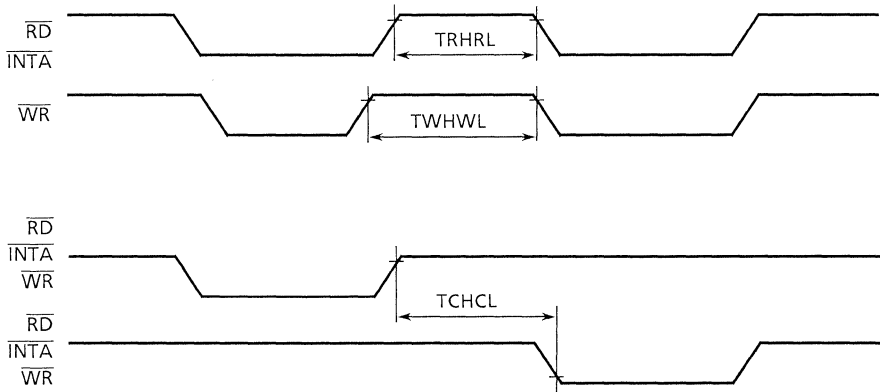 RD
TRHRL
INTA
WR
TWHWL
RD
INTA
WR
TCHCL
RD
INTA
WR